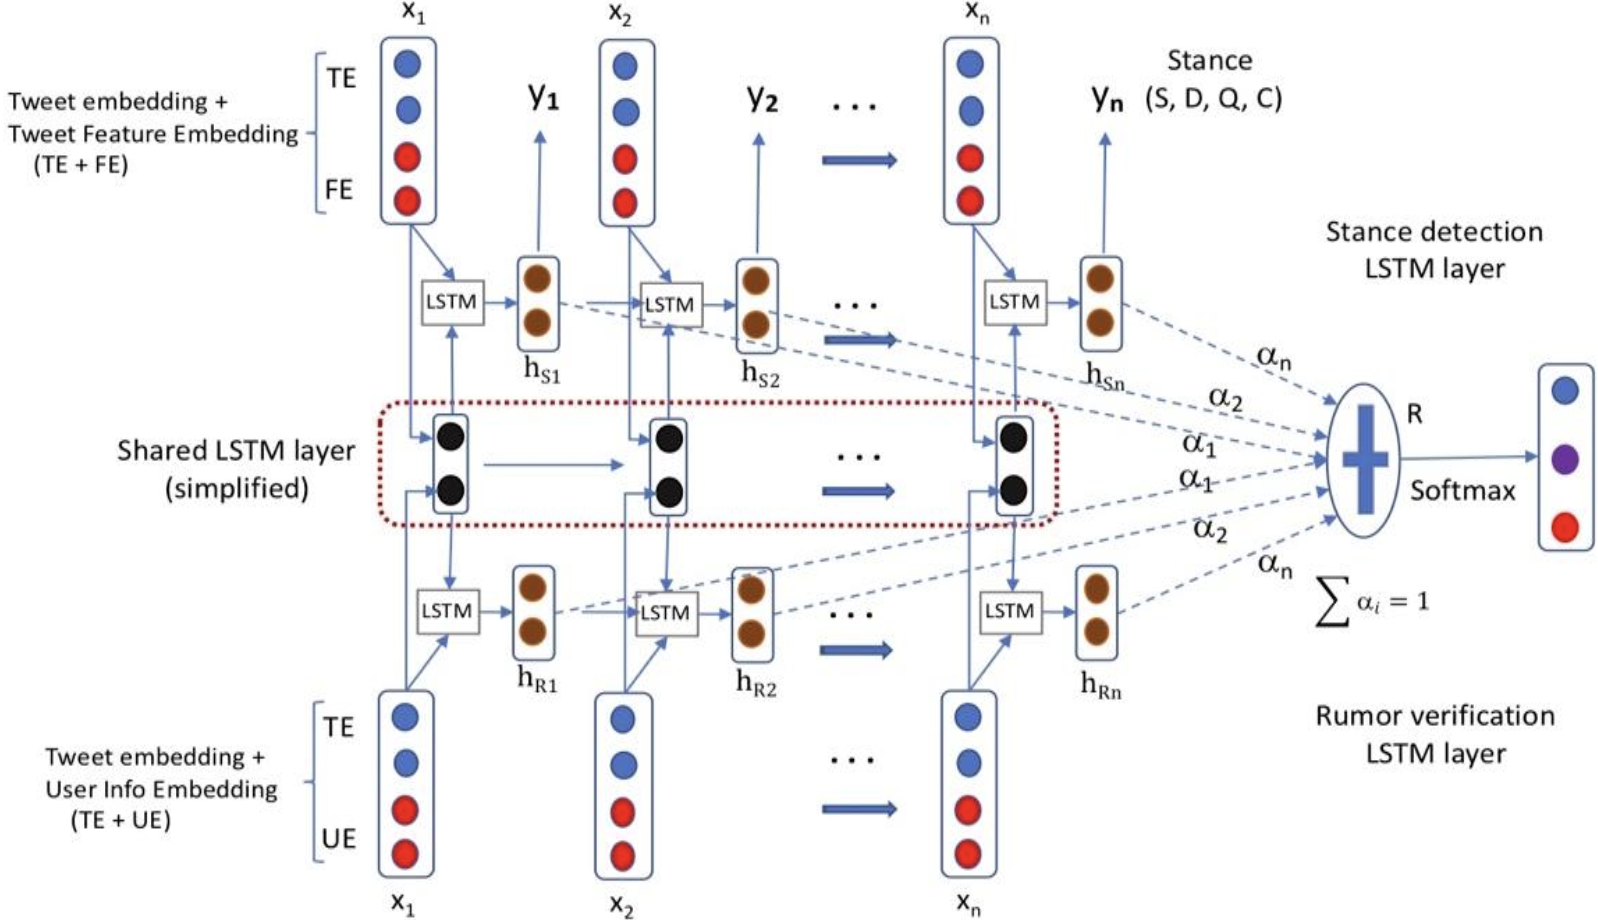 x1
x2
xn
TE
Tweet embedding +
Tweet Feature Embedding
(TE + FE)
FE
y1
y2
...
yn
Stance
(S, D, Q, C)
Stance detection
LSTM layer
LSTM
LSTM
...
LSTM
hS1
hS2
hSn
αn
α2
α1
α1
α2
αn
R
Softmax
Shared LSTM layer
(simplified)
...
∑ αi = 1
LSTM
LSTM
...
LSTM
hR1
hR2
hRn
Rumor verification
LSTM layer
TE
Tweet embedding +
User Info Embedding
(TE + UE)
UE
...
x1
x2
xn